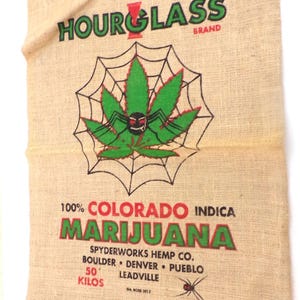 HOURGLASS
BRAND
100% COLORADO INDICA
MARIJUANA
SPYDERWORKS HEMP CO.
BOULDER • DENVER • PUEBLO
50 LEADVILLE
KILOS